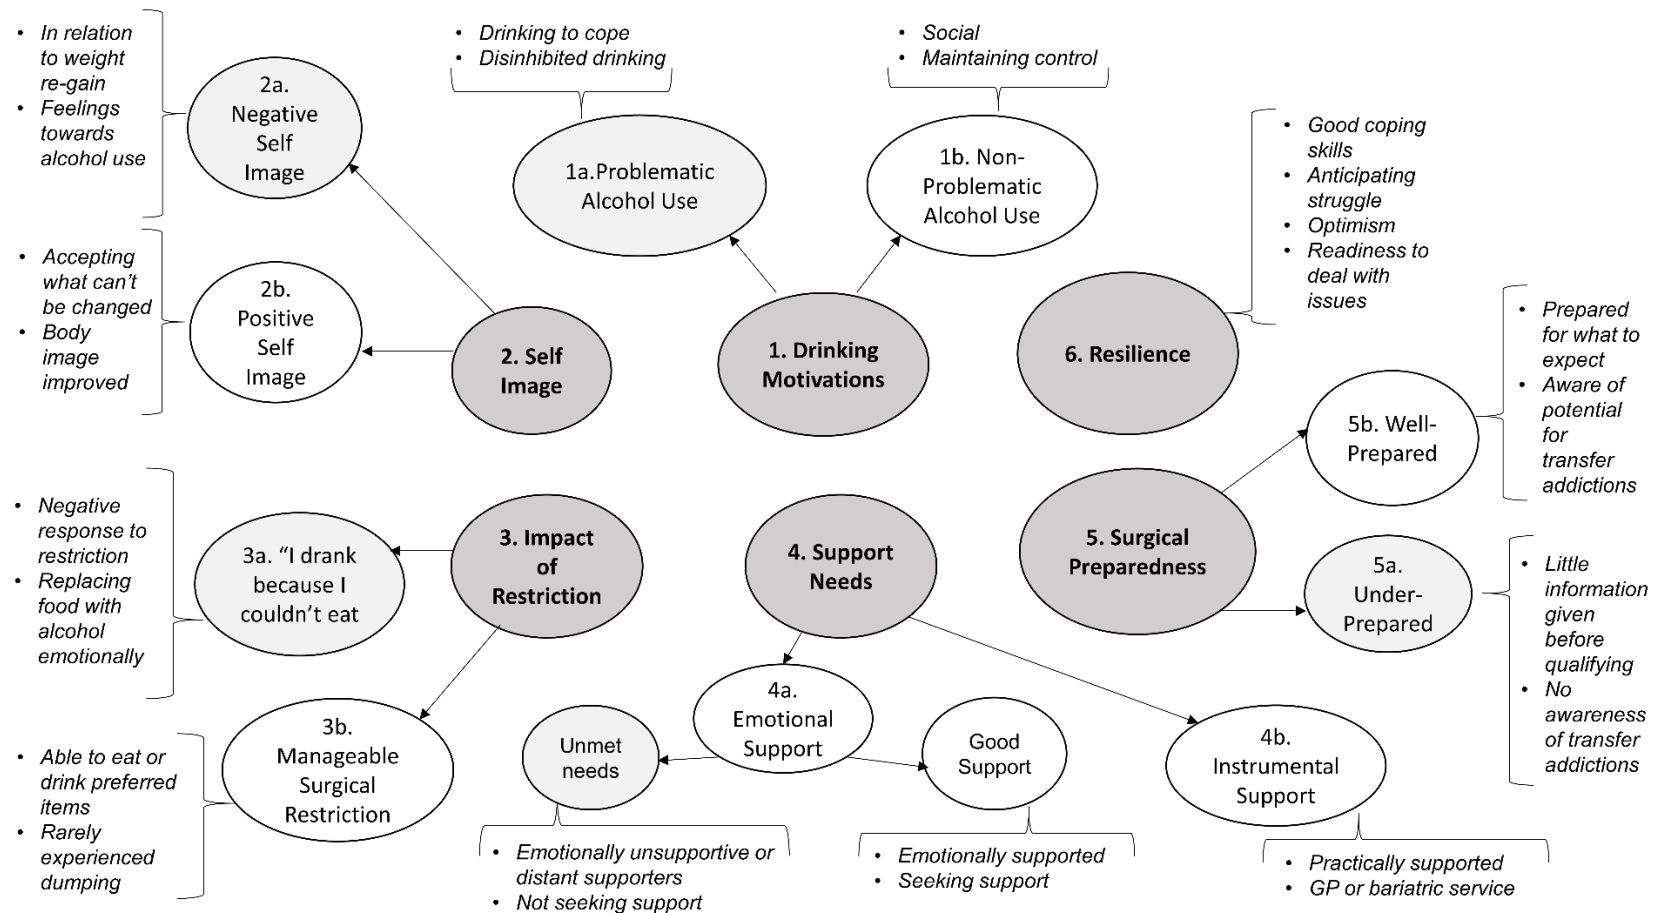 • In relation
to weight
re-gain
• Feelings
towards
alcohol use
2a.
Negative
Self
Image
• Drinking to cope
• Disinhibited drinking
1a.Problematic
Alcohol Use
• Social
• Maintaining control
1b. Non-
Problematic
Alcohol Use
• Good coping
skills
• Anticipating
struggle
• Optimism
• Readiness to
deal with
issues
• Accepting
what can’t
be changed
• Body
image
improved
2b.
Positive
Self
Image
2. Self
Image
1. Drinking
Motivations
6. Resilience
• Prepared
for what to
expect
• Aware of
potential
for
transfer
addictions
5b. Well-
Prepared
• Negative
response to
restriction
• Replacing
food with
alcohol
emotionally
3a. “I drank
because I
couldn’t eat
3. Impact
of
Restriction
4. Support
Needs
5. Surgical
Preparedness
5a.
Under-
Prepared
• Little
information
given
before
qualifying
• No
awareness
of transfer
addictions
• Able to eat or
drink preferred
items
• Rarely
experienced
dumping
3b.
Manageable
Surgical
Restriction
Unmet
needs
4a.
Emotional
Support
Good
Support
4b.
Instrumental
Support
• Emotionally unsupportive or
distant supporters
• Not seeking support
• Emotionally supported
• Seeking support
• Practically supported
• GP or bariatric service